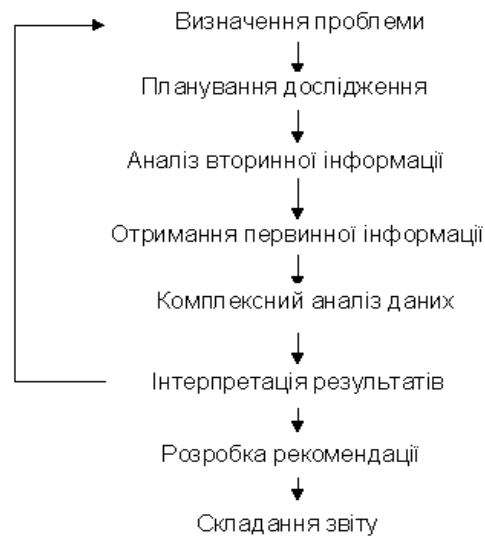 Визначення проблеми
Планування дослідження
Аналіз вторинної інформації
Отримання первинної інформації
Комплексний аналіз даних
Інтерпретація результатів
Розробка рекомендації
Складання звіту